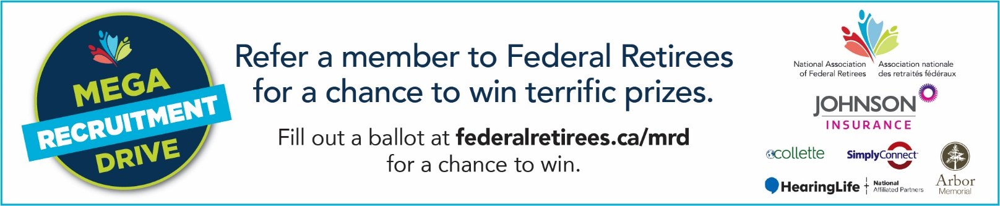 MEGA
RECRUITMENT
DRIVE
Refer a member to Federal Retirees
for a chance to win terrific prizes.
Fill out a ballot at federalretirees.ca/mrd
for a chance to win.
National Association
of Federal Retirees
Association nationale
des retraités fédéraux
JOHNSON
INSURANCE
collette
SimplyConnect
HearingLife
National
Affiliated Partners
Arbor
Memorial